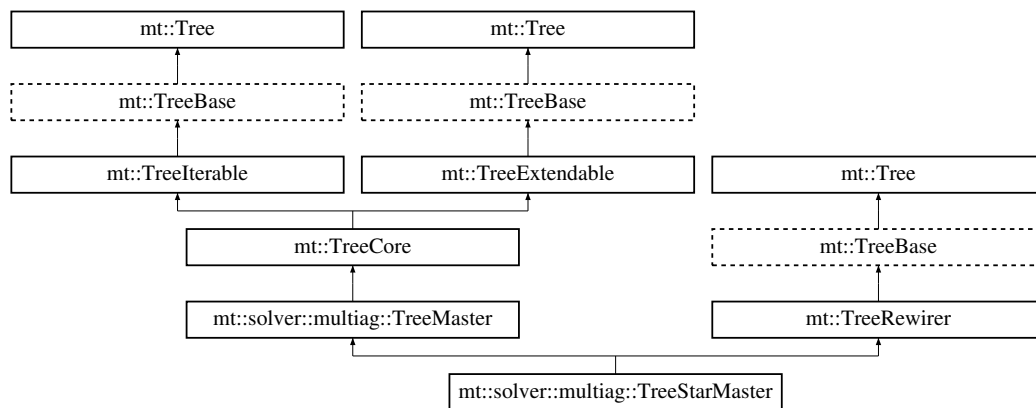 mt::Tree
mt::Tree
mt::TreeBase
mt::TreeBase
mt::TreeIterable
mt::TreeExtendable
mt::Tree
mt::TreeCore
mt::TreeBase
mt::solver::multiag::TreeMaster
mt::TreeRewirer
mt::solver::multiag::TreeStarMaster